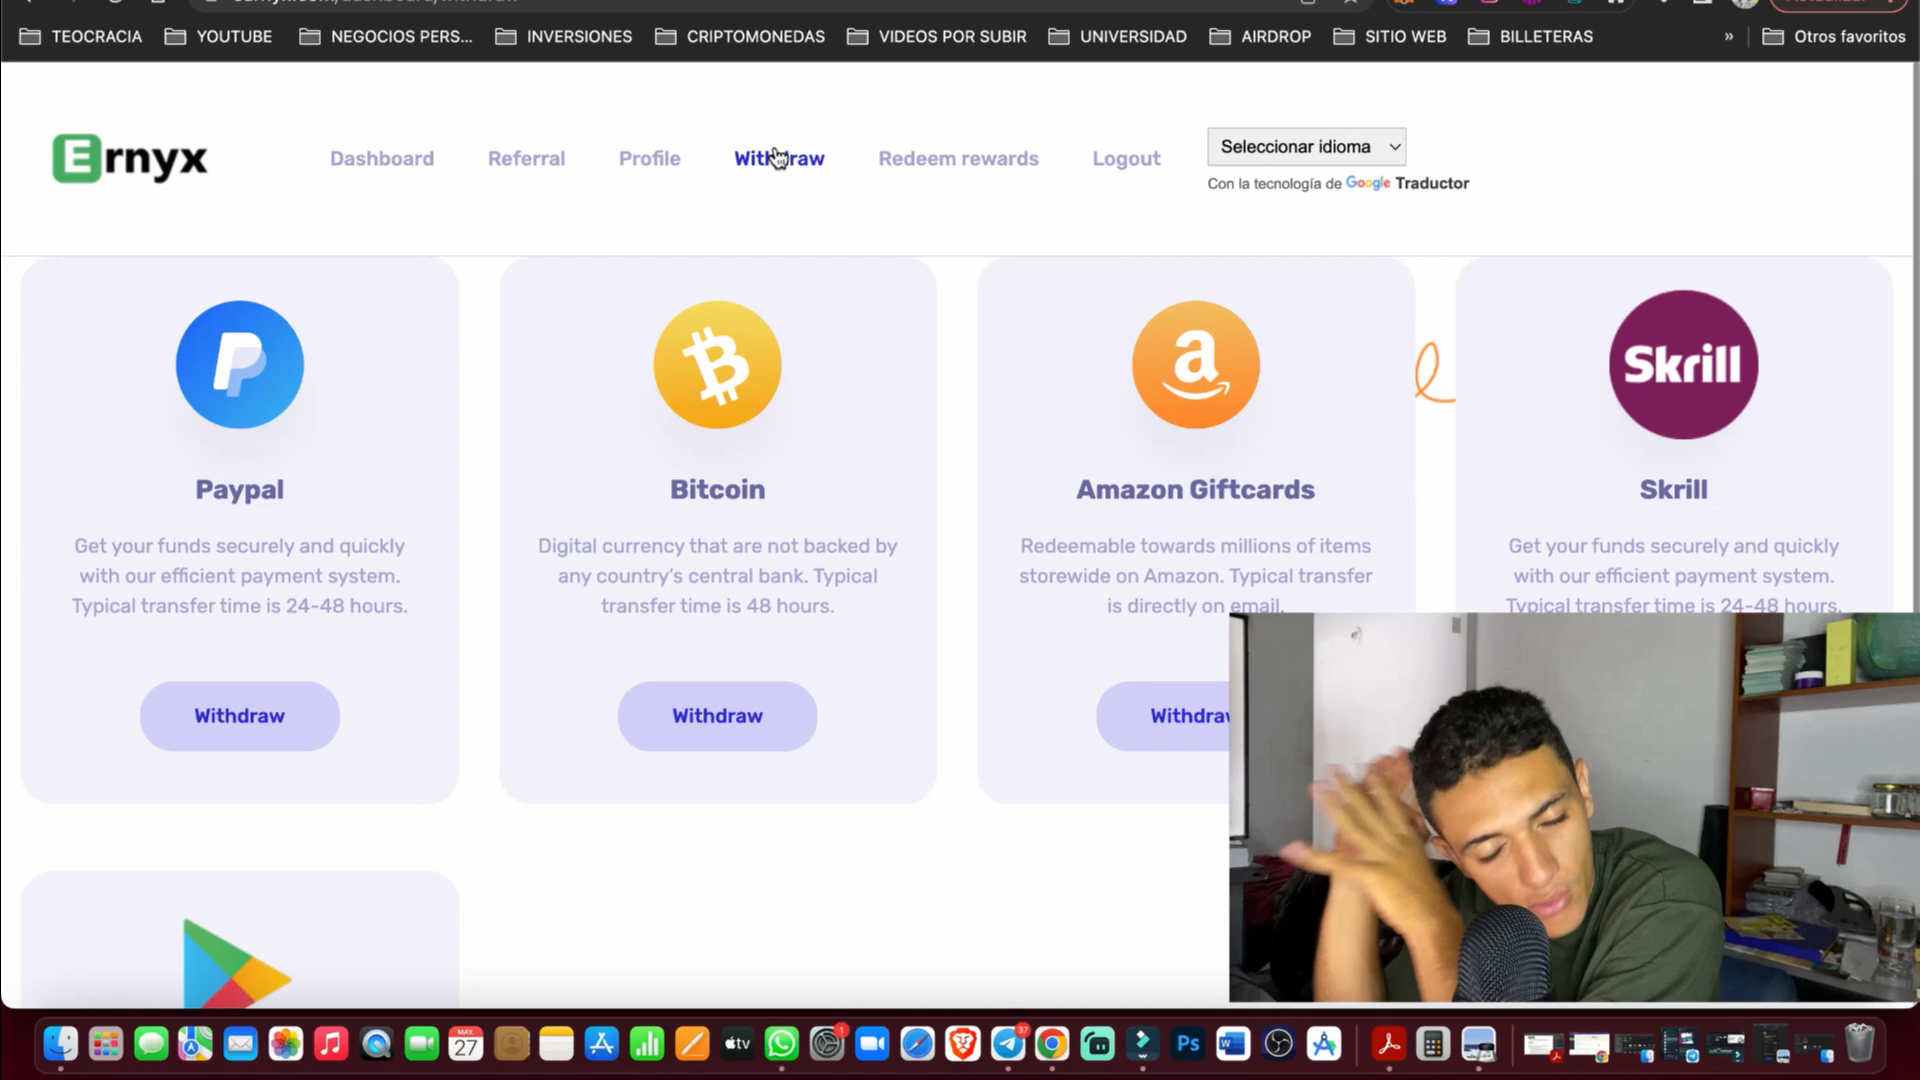 TEOCRACIA YOUTUBE NEGOCIOS PERS... INVERSIONES CRIPTOMONEDAS VIDEOS POR SUBIR UNIVERSIDAD AIRDROP SITIO WEB BILLETERAS » Otros favoritos
Ernyx
Dashboard Referral Profile Withdraw Redeem rewards Logout
Seleccionar idioma
Con la tecnología de Google Traductor
Skrill
Paypal
Get your funds securely and quickly
with our efficient payment system.
Typical transfer time is 24-48 hours.
Withdraw
Bitcoin
Digital currency that are not backed by
any country's central bank. Typical
transfer time is 48 hours.
Withdraw
Amazon Giftcards
Redeemable towards millions of items
storewide on Amazon. Typical transfer
is directly on email.
Withdraw
Skrill
Get your funds securely and quickly
with our efficient payment system.
Typical transfer time is 24-48 hours.
MAY.
27
tv
1
37
Ps
W